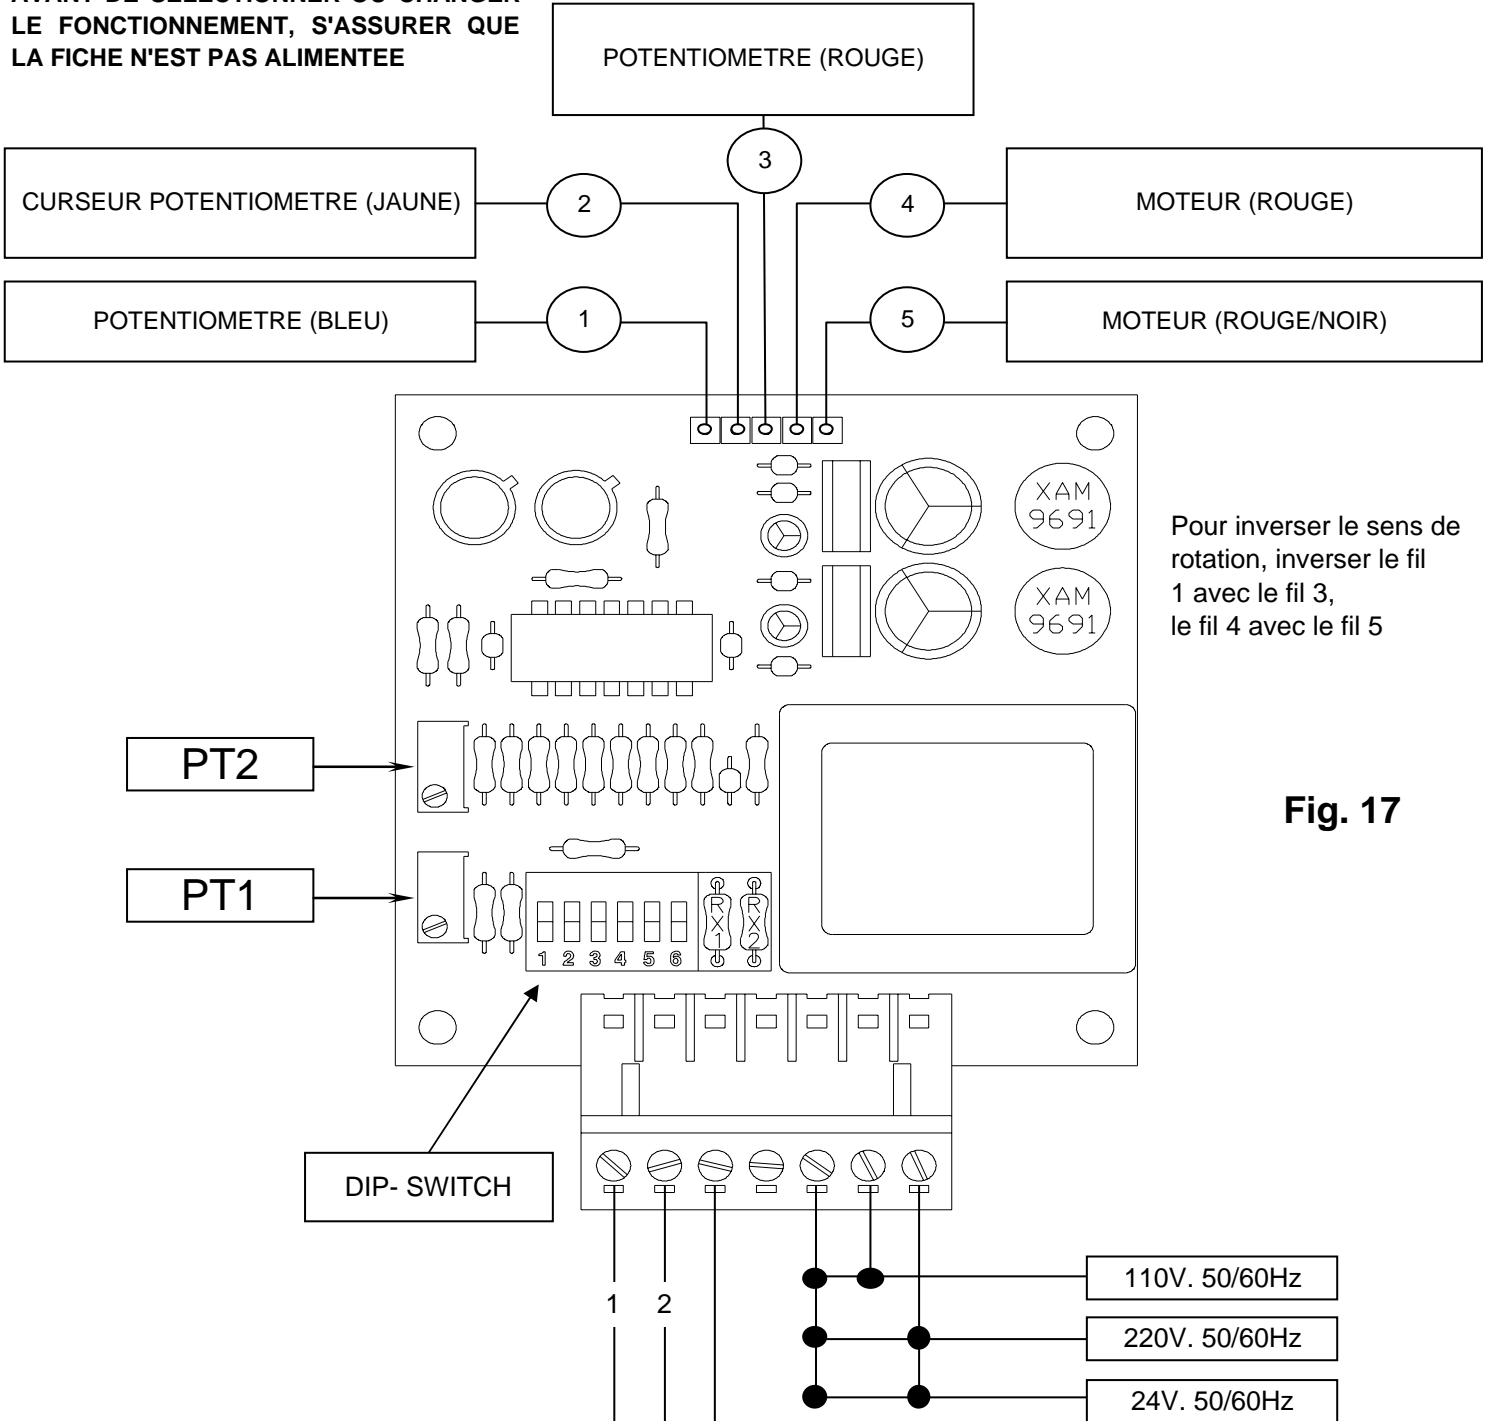 AVANT DE SELECTIONNER OU CHANGER
LE FONCTIONNEMENT, S'ASSURER QUE
LA FICHE N'EST PAS ALIMENTEE
POTENTIOMETRE (ROUGE)
3
CURSEUR POTENTIOMETRE (JAUNE)
2
4
MOTEUR (ROUGE)
POTENTIOMETRE (BLEU)
1
5
MOTEUR (ROUGE/NOIR)
XAM
9691
XAM
9691
Pour inverser le sens de
rotation, inverser le fil
1 avec le fil 3,
le fil 4 avec le fil 5
PT2
Fig. 17
PT1
RX1
RX2
1 2 3 4 5 6
DIP- SWITCH
1 2
110V. 50/60Hz
220V. 50/60Hz
24V. 50/60Hz